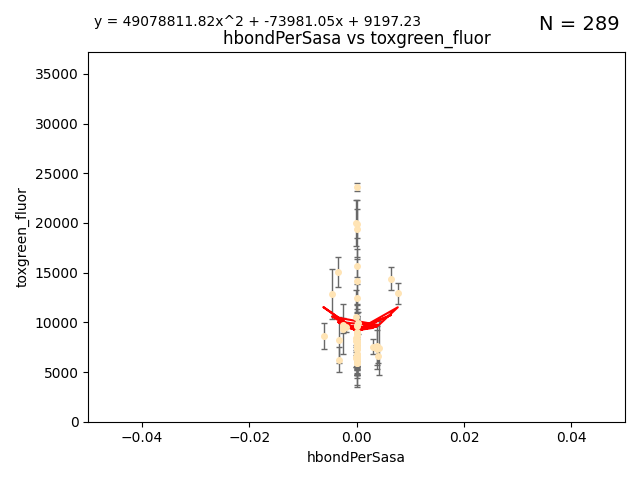 y = 49078811.82x^2 + -73981.05x + 9197.23
N = 289
hbondPerSasa vs toxgreen_fluor
35000
30000
25000
20000
15000
10000
5000
0
toxgreen_fluor
−0.04
−0.02
0.00
0.02
0.04
hbondPerSasa